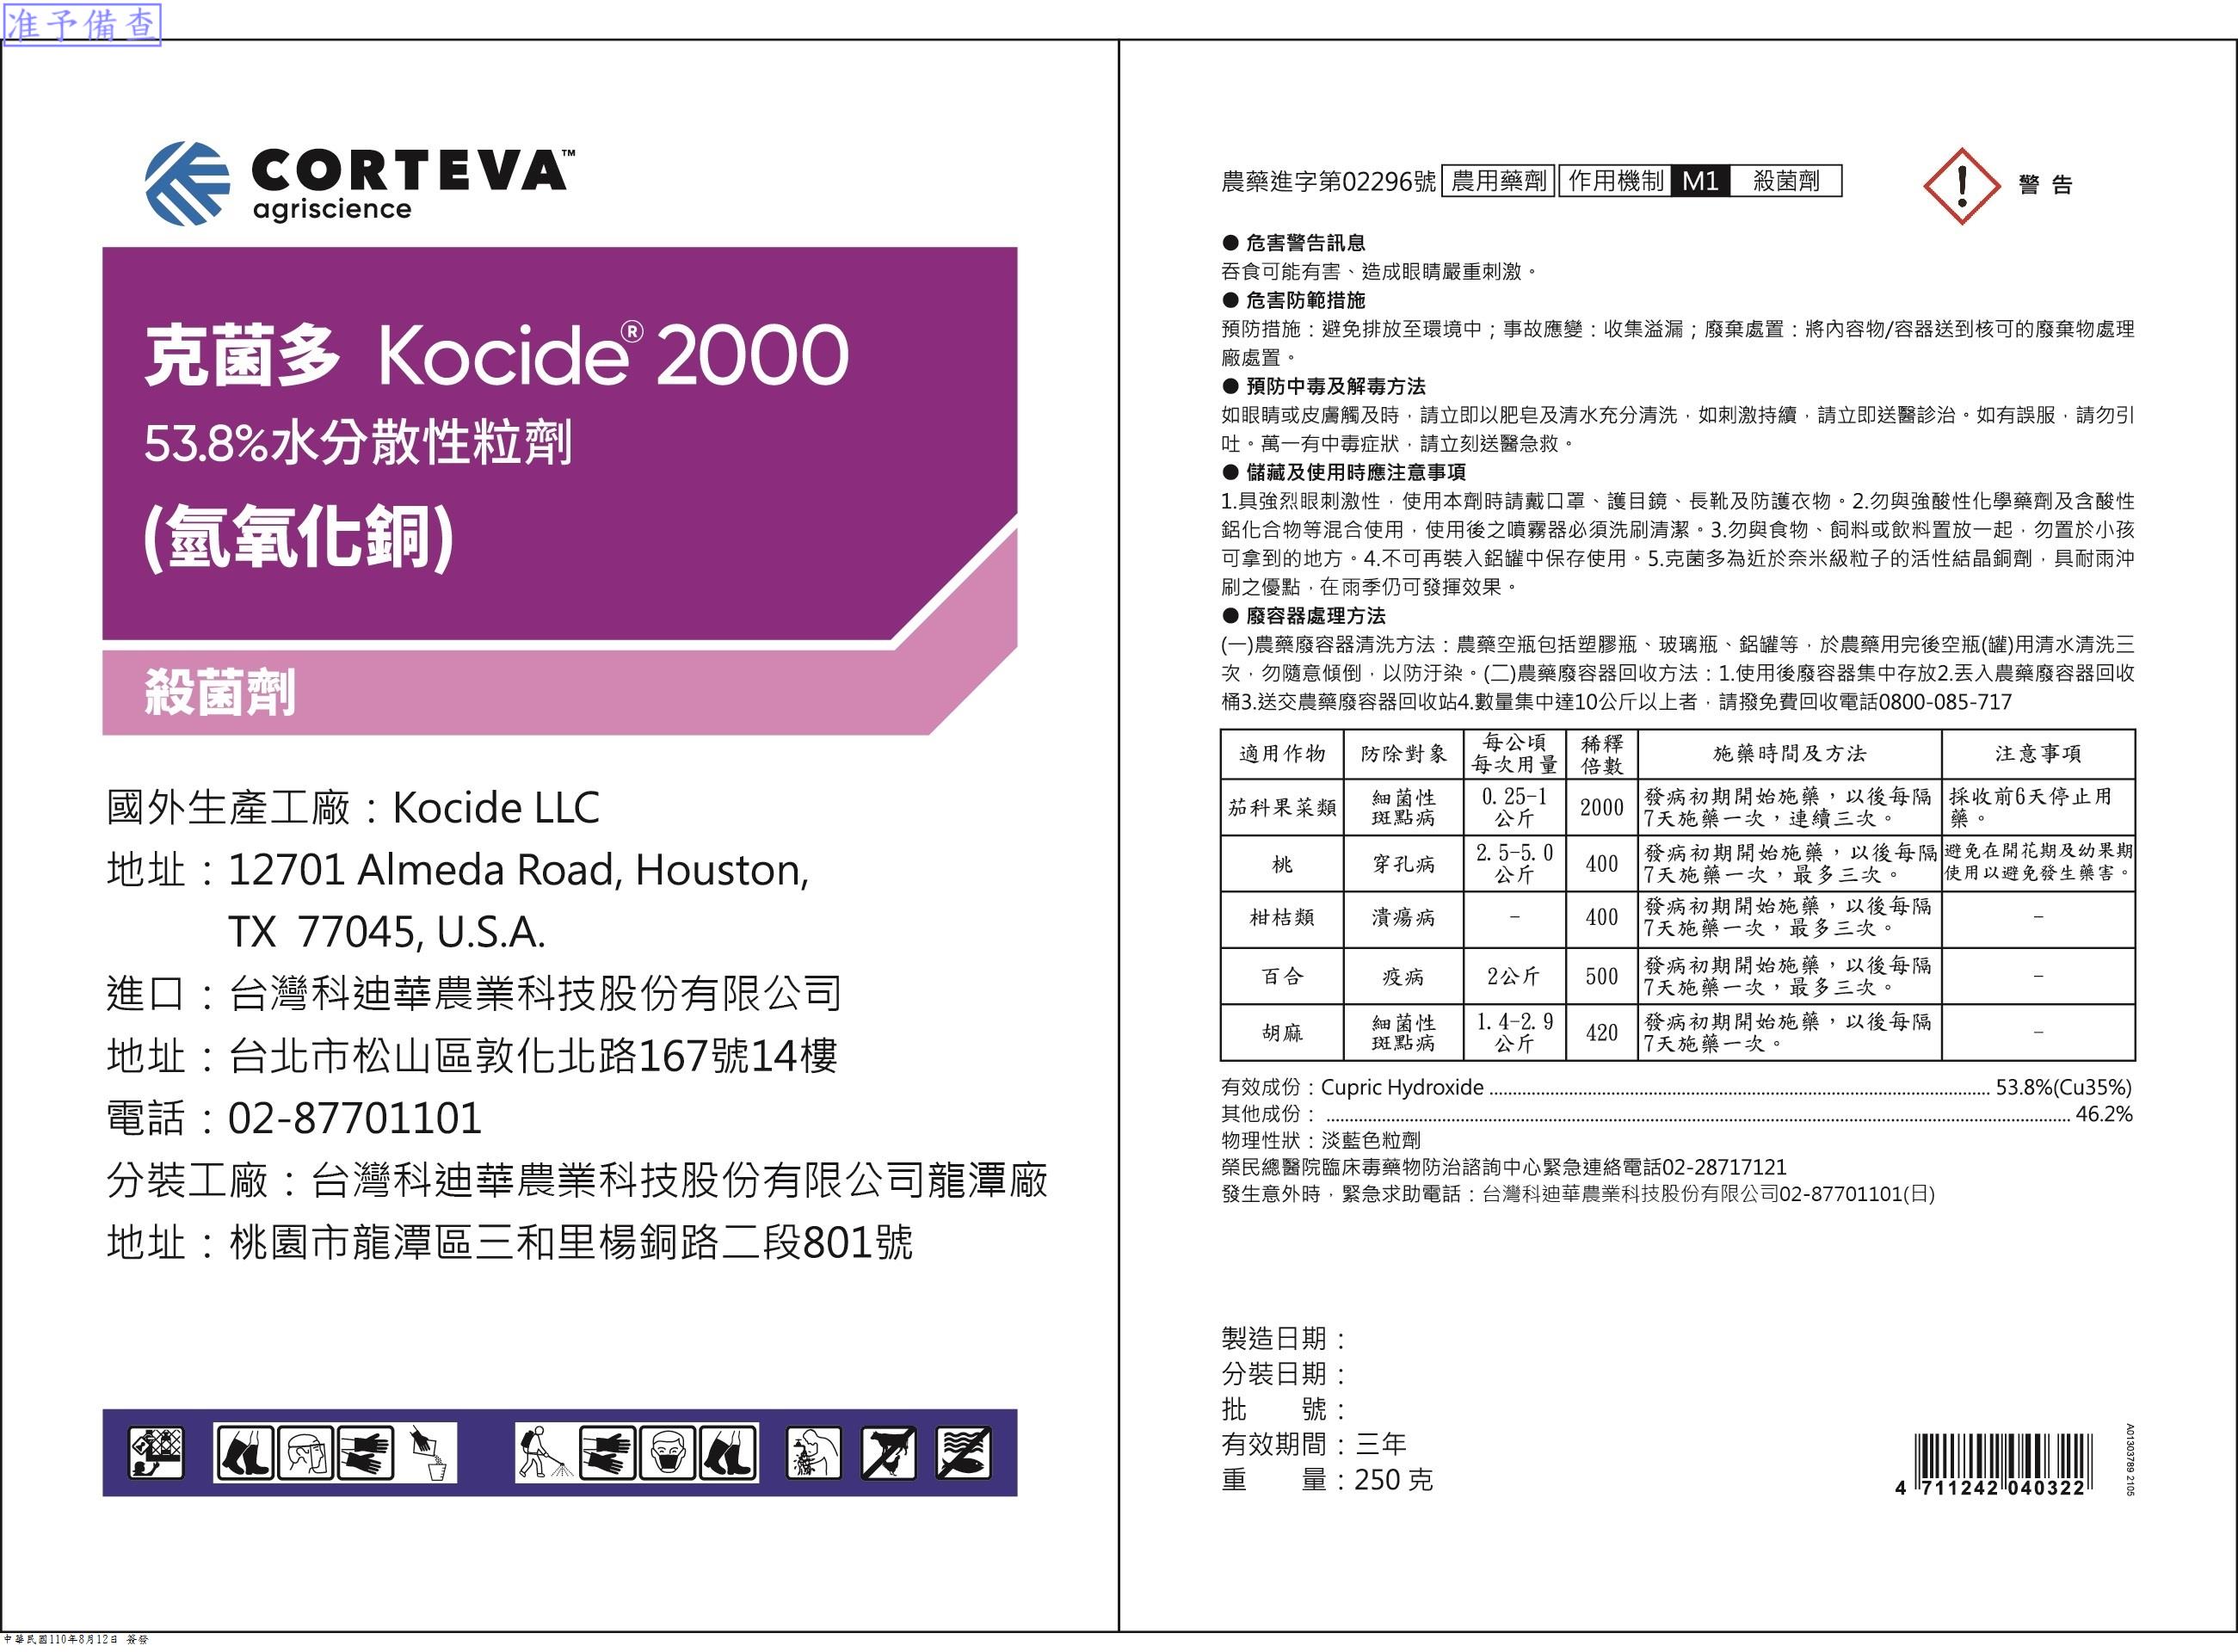 准予備查
CORTEVA™
agriscience
克菌多 Kocide® 2000
53.8%水分散性粒劑
(氫氧化銅)
殺菌劑
國外生產工廠：Kocide LLC
地址：12701 Almeda Road, Houston,
TX 77045, U.S.A.
進口：台灣科迪華農業科技股份有限公司
地址：台北市松山區敦化北路167號14樓
電話：02-87701101
分裝工廠：台灣科迪華農業科技股份有限公司龍潭廠
地址：桃園市龍潭區三和里楊銅路二段801號
農藥進字第02296號 農用藥劑 作用機制 M1 殺菌劑
警告
● 危害警告訊息
吞食可能有害、造成眼睛嚴重刺激。
● 危害防範措施
預防措施：避免排放至環境中；事故應變：收集溢漏；廢棄處置：將內容物/容器送到核可的廢棄物處理
廠處置。
● 預防中毒及解毒方法
如眼睛或皮膚觸及時，請立即以肥皂及清水充分清洗，如刺激持續，請立即送醫診治。如有誤服，請勿引
吐。萬一有中毒症狀，請立刻送醫急救。
● 儲藏及使用時應注意事項
1.具強烈眼刺激性，使用本劑時請戴口罩、護目鏡、長靴及防護衣物。2.勿與強酸性化學藥劑及含酸性
鋁化合物等混合使用，使用後之噴霧器必須洗刷清潔。3.勿與食物、飼料或飲料置放一起，勿置於小孩
可拿到的地方。4.不可再裝入鋁罐中保存使用。5.克菌多為近於奈米級粒子的活性結晶銅劑，具耐雨沖
刷之優點，在雨季仍可發揮效果。
● 廢容器處理方法
(一)農藥廢容器清洗方法：農藥空瓶包括塑膠瓶、玻璃瓶、鋁罐等，於農藥用完後空瓶(罐)用清水清洗三
次，勿隨意傾倒，以防汙染。(二)農藥廢容器回收方法：1.使用後廢容器集中存放2.丟入農藥廢容器回收
桶3.送交農藥廢容器回收站4.數量集中達10公斤以上者，請撥免費回收電話0800-085-717
適用作物 防除對象 每公頃每次用量 稀釋倍數 施藥時間及方法 注意事項
茄科果菜類 細菌性斑點病 0.25-1公斤 2000 發病初期開始施藥，以後每隔7天施藥一次，連續三次。 採收前6天停止用藥。
桃 穿孔病 2.5-5.0公斤 400 發病初期開始施藥，以後每隔7天施藥一次，最多三次。 避免在開花期及幼果期使用以避免發生藥害。
柑桔類 潰瘍病 - 400 發病初期開始施藥，以後每隔7天施藥一次，最多三次。 -
百合 疫病 2公斤 500 發病初期開始施藥，以後每隔7天施藥一次，最多三次。 -
胡麻 細菌性斑點病 1.4-2.9公斤 420 發病初期開始施藥，以後每隔7天施藥一次。 -
有效成份：Cupric Hydroxide ........ 53.8%(Cu35%)
其他成份：........ 46.2%
物理性狀：淡藍色粒劑
榮民總醫院臨床毒藥物防治諮詢中心緊急連絡電話02-28717121
發生意外時，緊急求助電話：台灣科迪華農業科技股份有限公司02-87701101(日)
製造日期：
分裝日期：
批　　號：
有效期間：三年
重　　量：250 克
4 711242 040322
A01303789 2105
中華民國110年8月12日 簽發